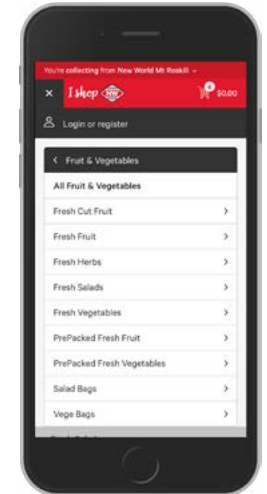 You're collecting from New World Mt Roskill
I shop NW
0
$0.00
Login or register
Fruit & Vegetables
All Fruit & Vegetables
Fresh Cut Fruit
Fresh Fruit
Fresh Herbs
Fresh Salads
Fresh Vegetables
PrePacked Fresh Fruit
PrePacked Fresh Vegetables
Salad Bags
Vege Bags